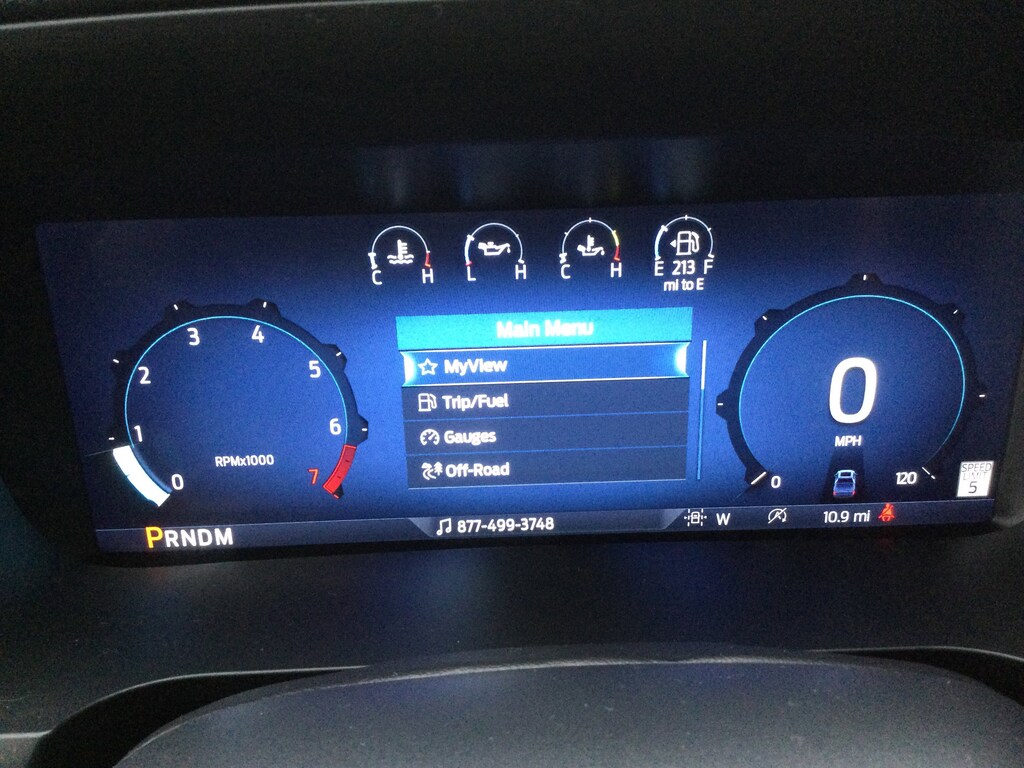 C H
L H
C H
E 213 F
mi to E
Main Menu
MyView
Trip/Fuel
Gauges
Off-Road
0
1
2
3
4
5
6
7
RPMx1000
0
MPH
0
120
SPEED
LIMIT
5
PRNDM
877-499-3748
W
10.9 mi